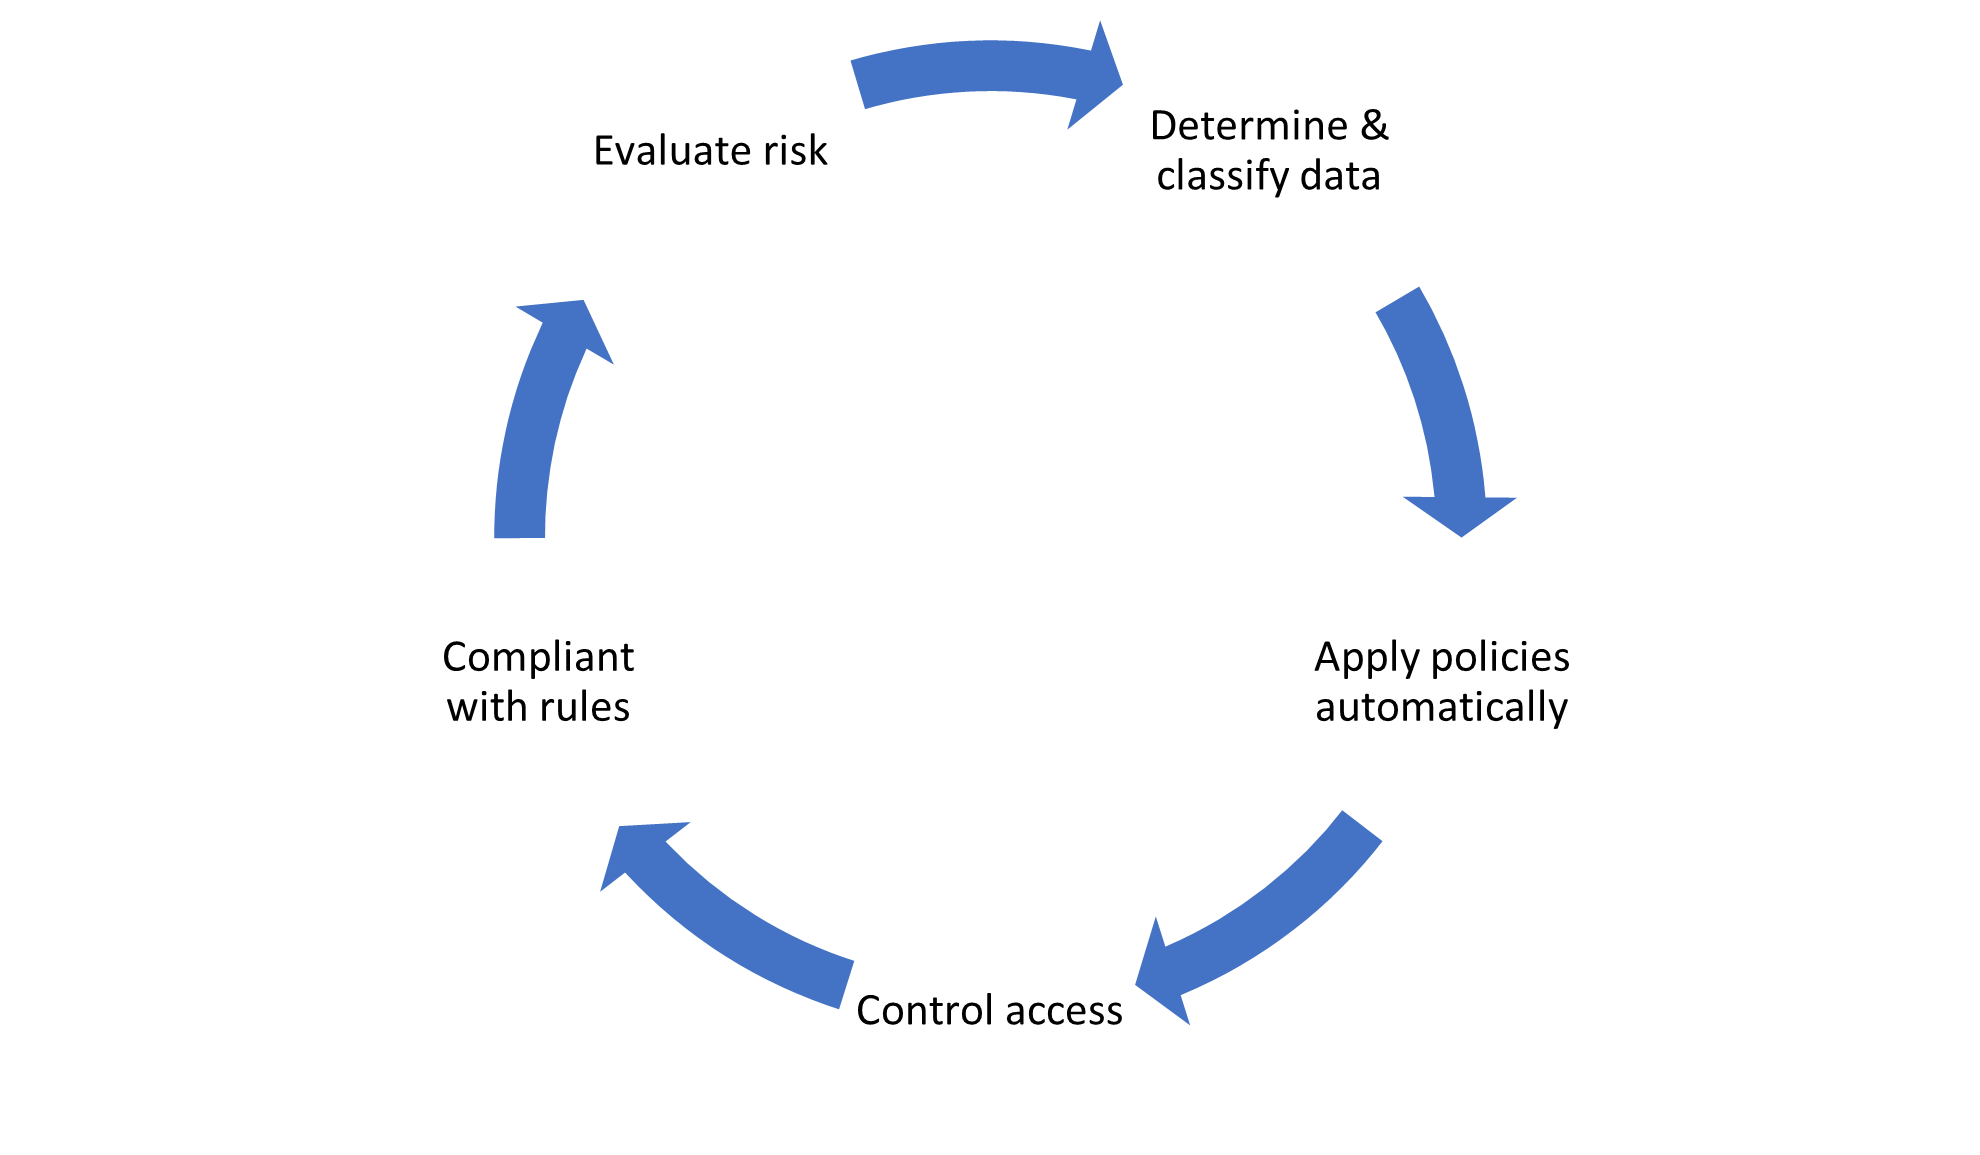 Evaluate risk
Determine &
classify data
Apply policies
automatically
Control access
Compliant
with rules